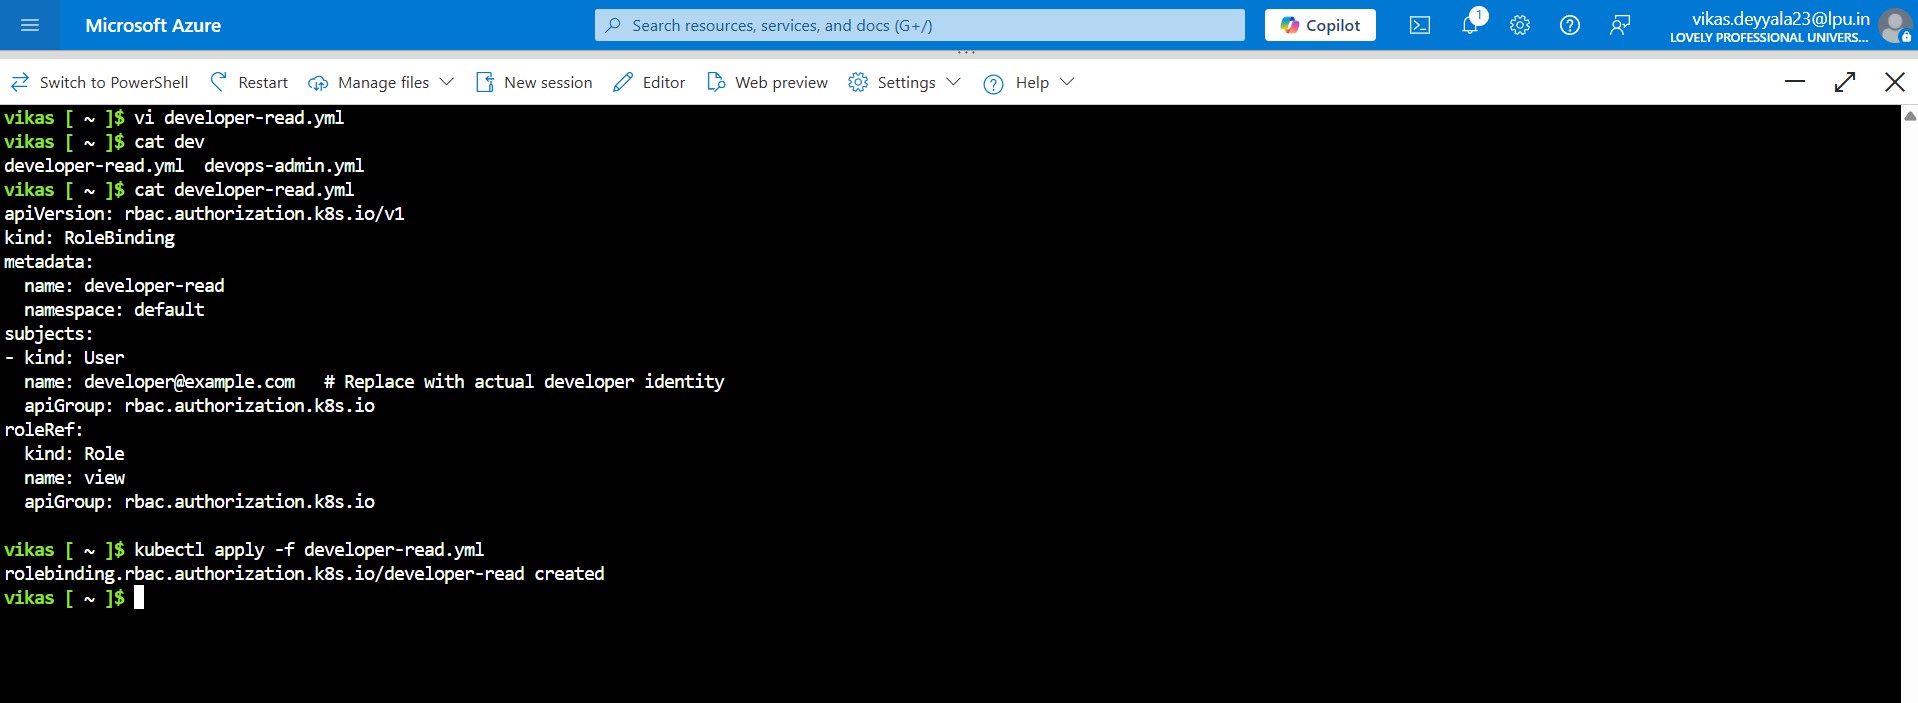 Microsoft Azure
Search resources, services, and docs (G+/)
Copilot
1
vikas.deyyala23@lpu.in
LOVELY PROFESSIONAL UNIVERS...
Switch to PowerShell
Restart
Manage files
New session
Editor
Web preview
Settings
Help
vikas [ ~ ]$ vi developer-read.yml
vikas [ ~ ]$ cat dev
developer-read.yml  devops-admin.yml
vikas [ ~ ]$ cat developer-read.yml
apiVersion: rbac.authorization.k8s.io/v1
kind: RoleBinding
metadata:
  name: developer-read
  namespace: default
subjects:
- kind: User
  name: developer@example.com   # Replace with actual developer identity
  apiGroup: rbac.authorization.k8s.io
roleRef:
  kind: Role
  name: view
  apiGroup: rbac.authorization.k8s.io
vikas [ ~ ]$ kubectl apply -f developer-read.yml
rolebinding.rbac.authorization.k8s.io/developer-read created
vikas [ ~ ]$